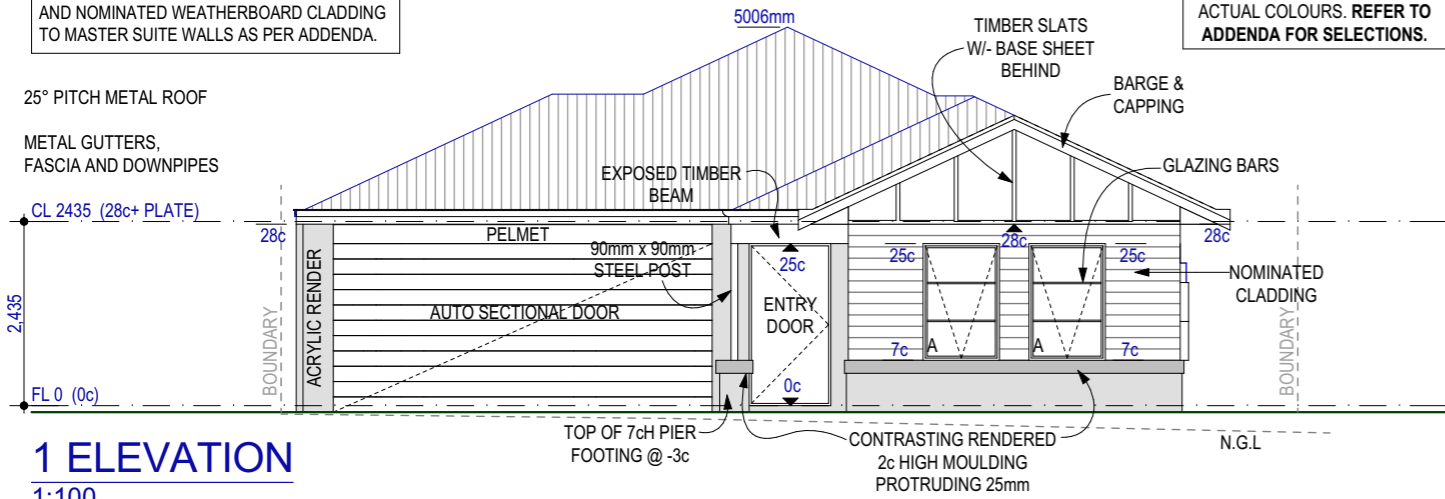 AND NOMINATED WEATHERBOARD CLADDING
TO MASTER SUITE WALLS AS PER ADDENDA.
ACTUAL COLOURS. REFER TO
ADDENDA FOR SELECTIONS.
5006mm
TIMBER SLATS
W/- BASE SHEET
BEHIND
BARGE &
CAPPING
25° PITCH METAL ROOF
METAL GUTTERS,
FASCIA AND DOWNPIPES
GLAZING BARS
EXPOSED TIMBER
BEAM
CL 2435 (28c+ PLATE)
28c
PELMET
28c
28c
90mm x 90mm
STEEL POST
25c
25c
25c
NOMINATED
CLADDING
2,435
BOUNDARY
ACRYLIC RENDER
AUTO SECTIONAL DOOR
ENTRY
DOOR
BOUNDARY
7c
A
A
7c
0c
FL 0 (0c)
TOP OF 7cH PIER
FOOTING @ -3c
CONTRASTING RENDERED
2c HIGH MOULDING
PROTRUDING 25mm
N.G.L
1 ELEVATION
1:100